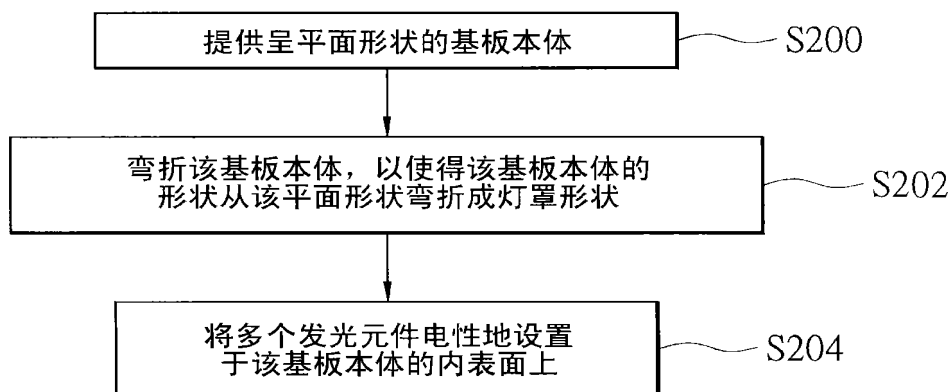 提供呈平面形状的基板本体
S200
弯折该基板本体，以使得该基板本体的
形状从该平面形状弯折成灯罩形状
S202
将多个发光元件电性地设置
于该基板本体的内表面上
S204